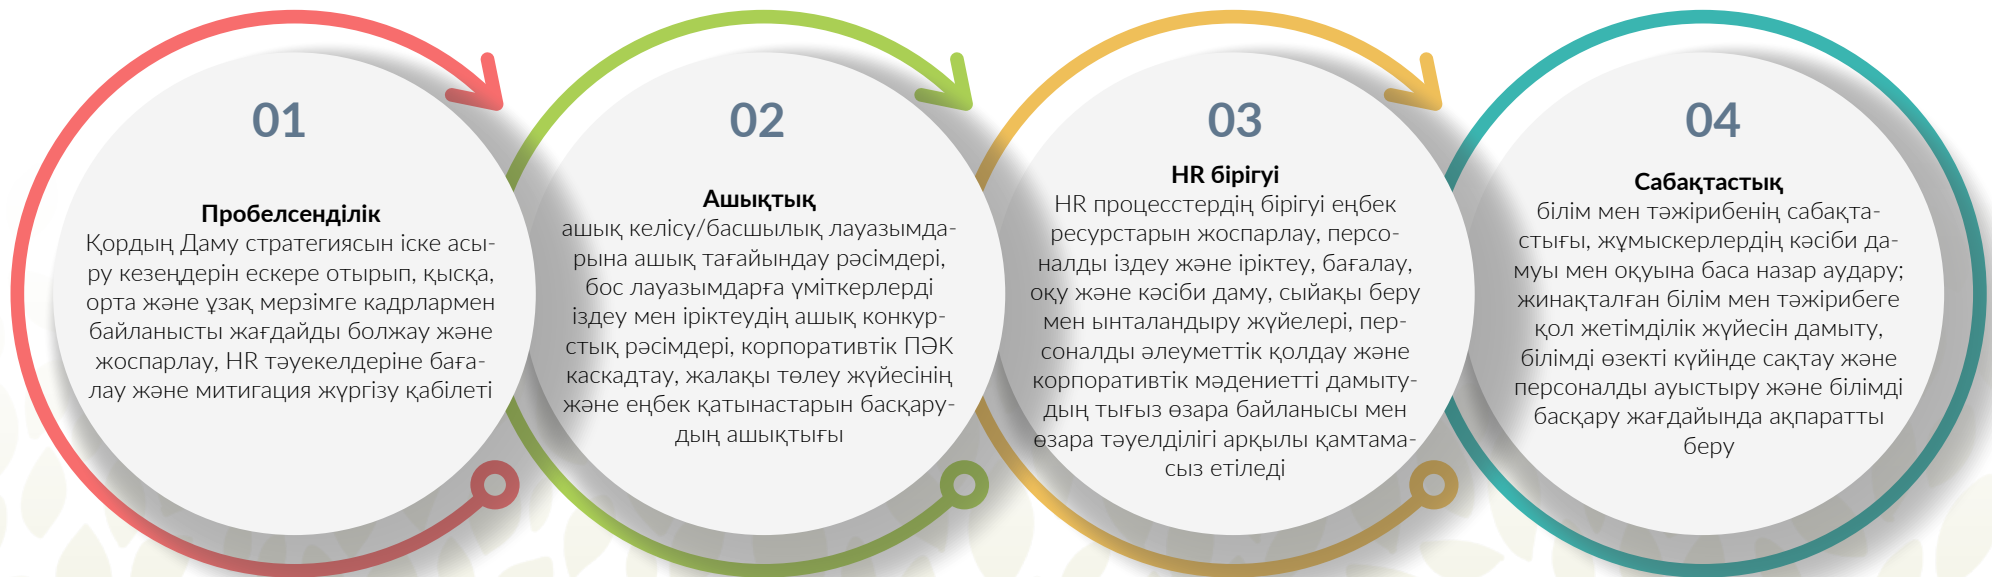 01
Пробелсенділік
Қордың Даму стратегиясын іске асы-
ру кезеңдерін ескере отырып, қысқа,
орта және ұзақ мерзімге кадрлармен
байланысты жағдайды болжау және
жоспарлау, HR тәуекелдеріне баға-
лау және митигация жүргізу қабілеті
02
Ашықтық
ашық келісу/басшылық лауазымда-
рына ашық тағайындау рәсімдері,
бос лауазымдарға үміткерлерді
іздеу мен іріктеудің ашық конкур-
стық рәсімдері, корпоративтік ПӘК
каскадтау, жалақы төлеу жүйесінің
және еңбек қатынастарын басқару-
дың ашықтығы
03
HR бірігуі
HR процесстердің бірігуі еңбек
ресурстарын жоспарлау, персо-
налды іздеу және іріктеу, бағалау,
оқу және кәсіби даму, сыйақы беру
мен ынталандыру жүйелері, пер-
соналды әлеуметтік қолдау және
корпоративтік мәдениетті дамыту-
дың тығыз өзара байланысы мен
өзара тәуелділігі арқылы қамтама-
сыз етіледі
04
Сабақтастық
білім мен тәжірибенің сабақта-
стығы, жұмыскерлердің кәсіби да-
муы мен оқуына баса назар аудару;
жинақталған білім мен тәжірибеге
қол жетімділік жүйесін дамыту,
білімді өзекті күйінде сақтау және
персоналды ауыстыру және білімді
басқару жағдайында ақпаратты
беру